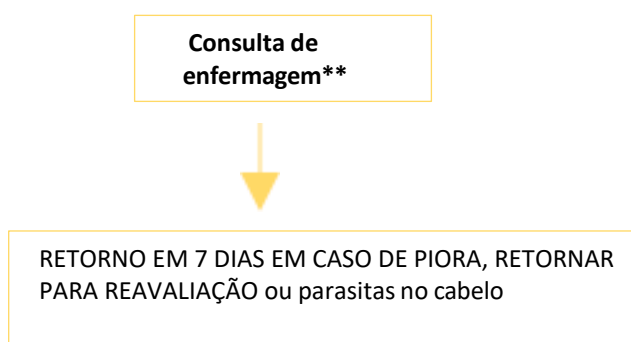 Consulta de
enfermagem**
RETORNO EM 7 DIAS EM CASO DE PIORA, RETORNAR
PARA REAVALIAÇÃO ou parasitas no cabelo